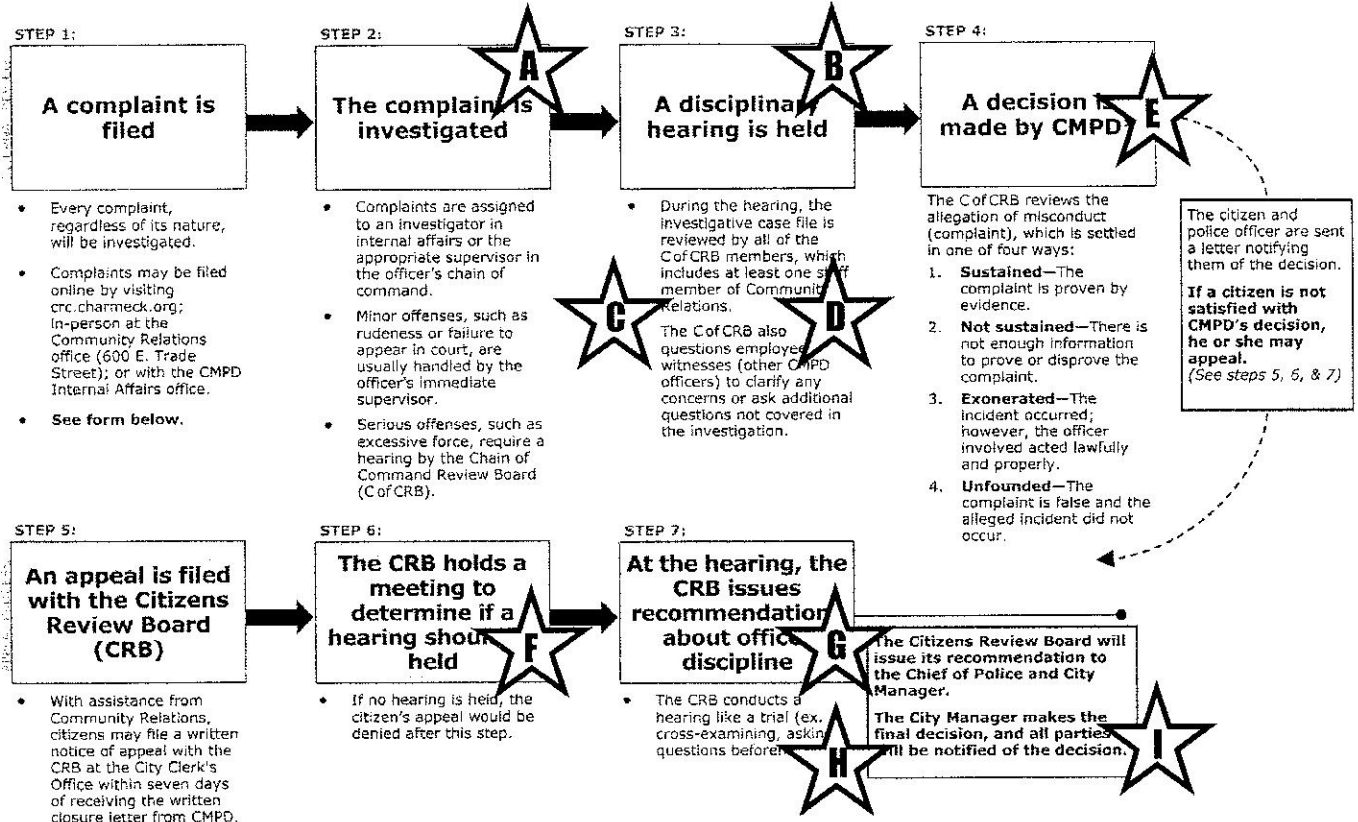 STEP 1:
A complaint is
filed
• Every complaint,
regardless of its nature,
will be investigated.
• Complaints may be filed
online by visiting
crc.charmeck.org;
in-person at the
Community Relations
office (600 E. Trade
Street); or with the CMPD
Internal Affairs office.
• See form below.
STEP 2:
A
The complaint is
investigated
• Complaints are assigned
to an investigator in
internal affairs or the
appropriate supervisor in
the officer's chain of
command.
• Minor offenses, such as
rudeness or failure to
appear in court, are
usually handled by the
officer's immediate
supervisor.
• Serious offenses, such as
excessive force, require a
hearing by the Chain of
Command Review Board
(C of CRB).
STEP 3:
B
A disciplinary
hearing is held
• During the hearing, the
investigative case file is
reviewed by all of the
C of CRB members, which
includes at least one staff
member of Community
Relations.
C
D
The C of CRB also
questions employee
witnesses (other CMPD
officers) to clarify any
concerns or ask additional
questions not covered in
the investigation.
STEP 4:
E
A decision is
made by CMPD
The C of CRB reviews the
allegation of misconduct
(complaint), which is settled
in one of four ways:
1. Sustained—The
complaint is proven by
evidence.
2. Not sustained—There is
not enough information
to prove or disprove the
complaint.
3. Exonerated—The
incident occurred;
however, the officer
involved acted lawfully
and properly.
4. Unfounded—The
complaint is false and the
alleged incident did not
occur.
The citizen and
police officer are sent
a letter notifying
them of the decision.
If a citizen is not
satisfied with
CMPD's decision,
he or she may
appeal.
(See steps 5, 6, & 7)
STEP 5:
An appeal is filed
with the Citizens
Review Board
(CRB)
• With assistance from
Community Relations,
citizens may file a written
notice of appeal with the
CRB at the City Clerk's
Office within seven days
of receiving the written
closure letter from CMPD.
STEP 6:
The CRB holds a
meeting to
determine if a
hearing should
held
F
• If no hearing is held, the
citizen's appeal would be
denied after this step.
STEP 7:
At the hearing, the
CRB issues
recommendation
about office
discipline
G
• The CRB conducts a
hearing like a trial (ex.
cross-examining, asking
questions before
H
The Citizens Review Board will
issue its recommendation to
the Chief of Police and City
Manager.
The City Manager makes the
final decision, and all parties
will be notified of the decision.
I